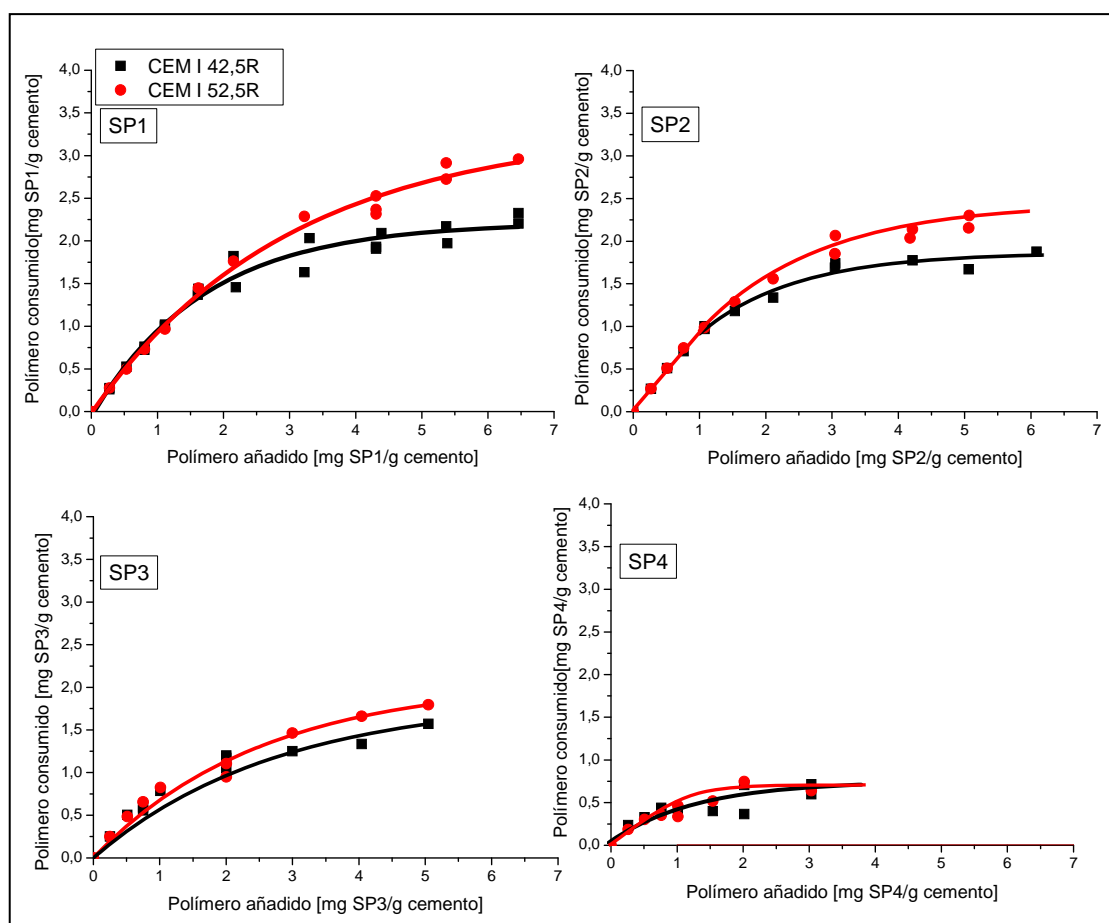 CEM I 42,5R
CEM I 52,5R
SP1
Polímero consumido[mg SP1/g cemento]
4,0
3,5
3,0
2,5
2,0
1,5
1,0
0,5
0,0
0 1 2 3 4 5 6 7
Polímero añadido [mg SP1/g cemento]
SP2
Polímero consumido[mg SP2/g cemento]
4,0
3,5
3,0
2,5
2,0
1,5
1,0
0,5
0,0
0 1 2 3 4 5 6 7
Polímero añadido [mg SP2/g cemento]
SP3
Polímero consumido [mg SP3/g cemento]
4,0
3,5
3,0
2,5
2,0
1,5
1,0
0,5
0,0
0 1 2 3 4 5 6 7
Polímero añadido [mg SP3/g cemento]
SP4
Polímero consumido[mg SP4/g cemento]
4,0
3,5
3,0
2,5
2,0
1,5
1,0
0,5
0,0
0 1 2 3 4 5 6 7
Polímero añadido [mg SP4/g cemento]